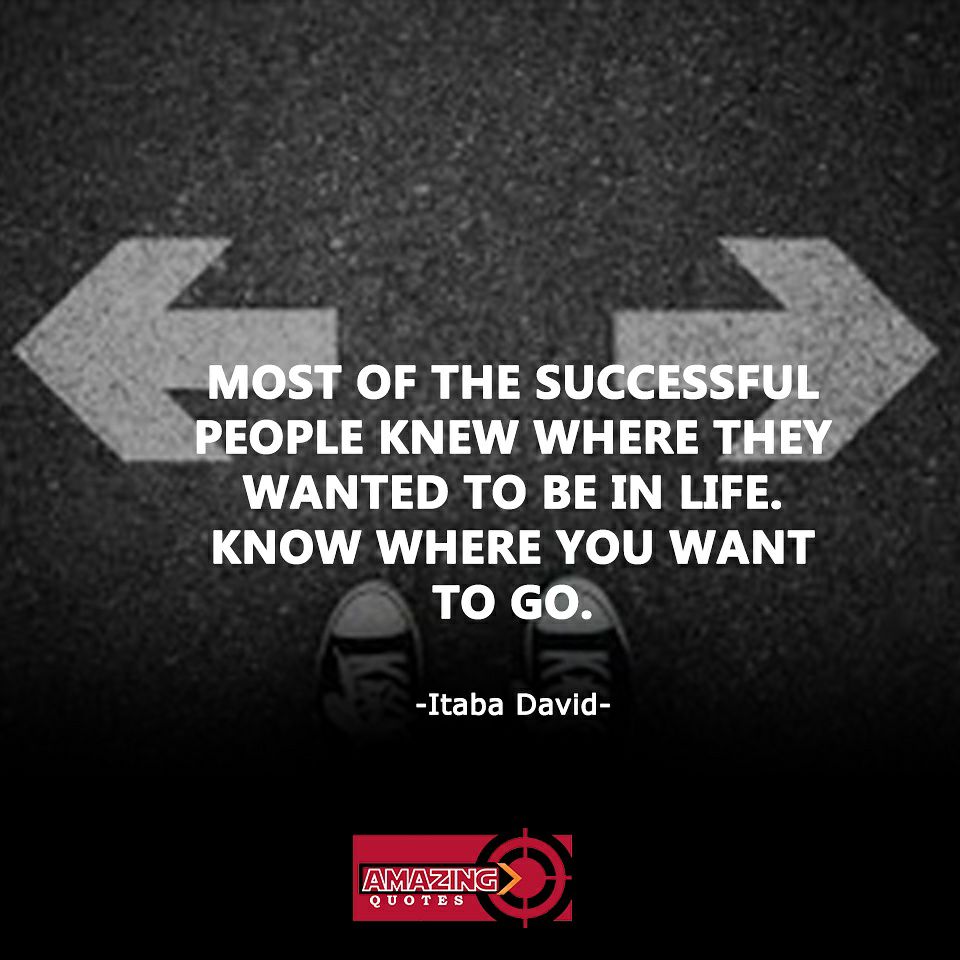 MOST OF THE SUCCESSFUL
PEOPLE KNEW WHERE THEY
WANTED TO BE IN LIFE.
KNOW WHERE YOU WANT
TO GO.
-Itaba David-
AMAZING
QUOTES